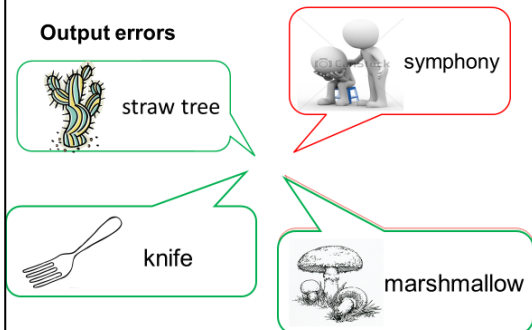 Output errors
straw tree
symphony
knife
marshmallow